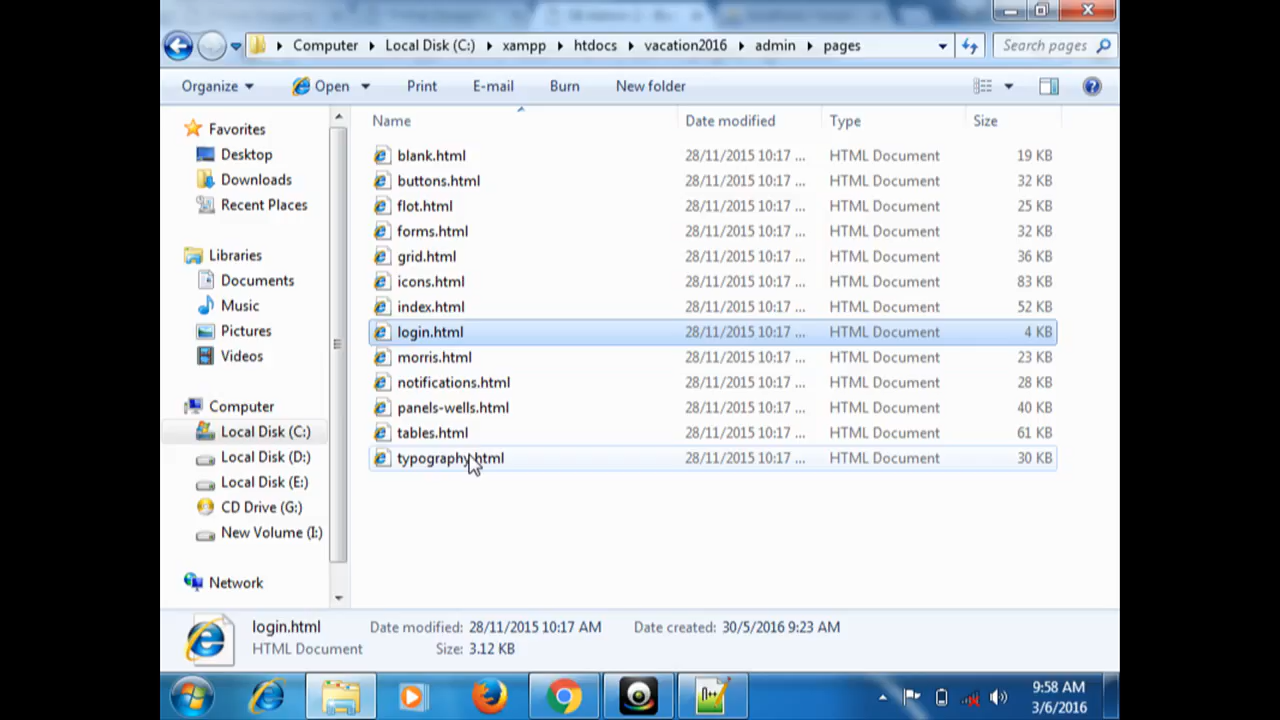 Computer Local Disk (C:) xampp htdocs vacation2016 admin pages Search pages
Organize Open Print E-mail Burn New folder
Name Date modified Type Size
Favorites
Desktop
Downloads
Recent Places
Libraries
Documents
Music
Pictures
Videos
Computer
Local Disk (C:)
Local Disk (D:)
Local Disk (E:)
CD Drive (G:)
New Volume (I:)
Network
blank.html 28/11/2015 10:17 ... HTML Document 19 KB
buttons.html 28/11/2015 10:17 ... HTML Document 32 KB
flot.html 28/11/2015 10:17 ... HTML Document 25 KB
forms.html 28/11/2015 10:17 ... HTML Document 32 KB
grid.html 28/11/2015 10:17 ... HTML Document 36 KB
icons.html 28/11/2015 10:17 ... HTML Document 83 KB
index.html 28/11/2015 10:17 ... HTML Document 52 KB
login.html 28/11/2015 10:17 ... HTML Document 4 KB
morris.html 28/11/2015 10:17 ... HTML Document 23 KB
notifications.html 28/11/2015 10:17 ... HTML Document 28 KB
panels-wells.html 28/11/2015 10:17 ... HTML Document 40 KB
tables.html 28/11/2015 10:17 ... HTML Document 61 KB
typography.html 28/11/2015 10:17 ... HTML Document 30 KB
login.html Date modified: 28/11/2015 10:17 AM Date created: 30/5/2016 9:23 AM
HTML Document Size: 3.12 KB
9:58 AM
3/6/2016